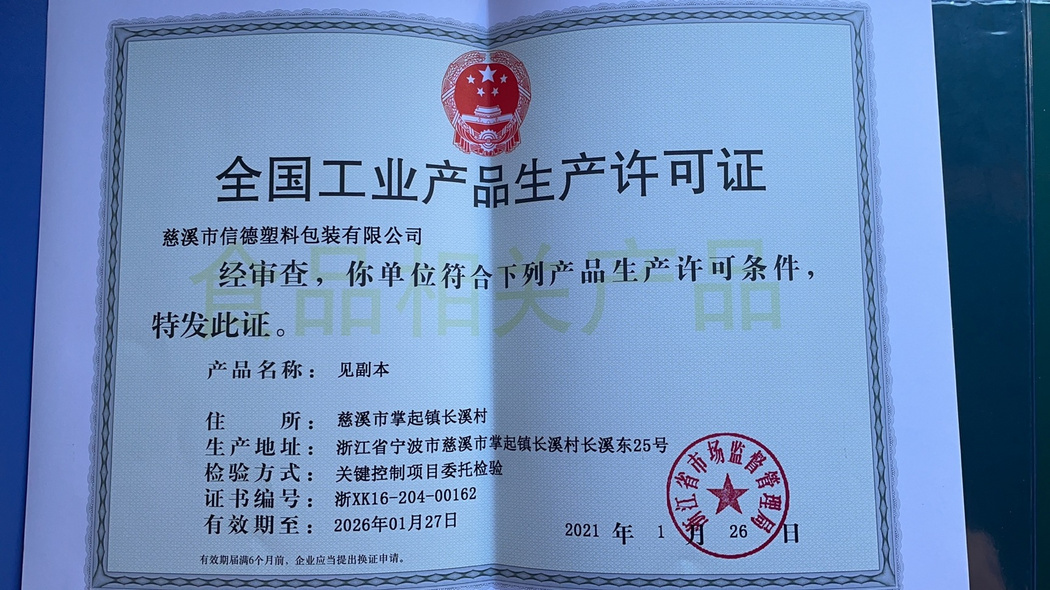 全国工业产品生产许可证
慈溪市信德塑料包装有限公司
食品相关产品
经审查，你单位符合下列产品生产许可条件，
特发此证。
产品名称： 见副本
住 所： 慈溪市掌起镇长溪村
生产地址： 浙江省宁波市慈溪市掌起镇长溪村长溪东25号
检验方式： 关键控制项目委托检验
证书编号： 浙XK16-204-00162
有效期至： 2026年01月27日
浙江省市场监督管理局
2021 年 1 月 26 日
有效期届满6个月前，企业应当提出换证申请。